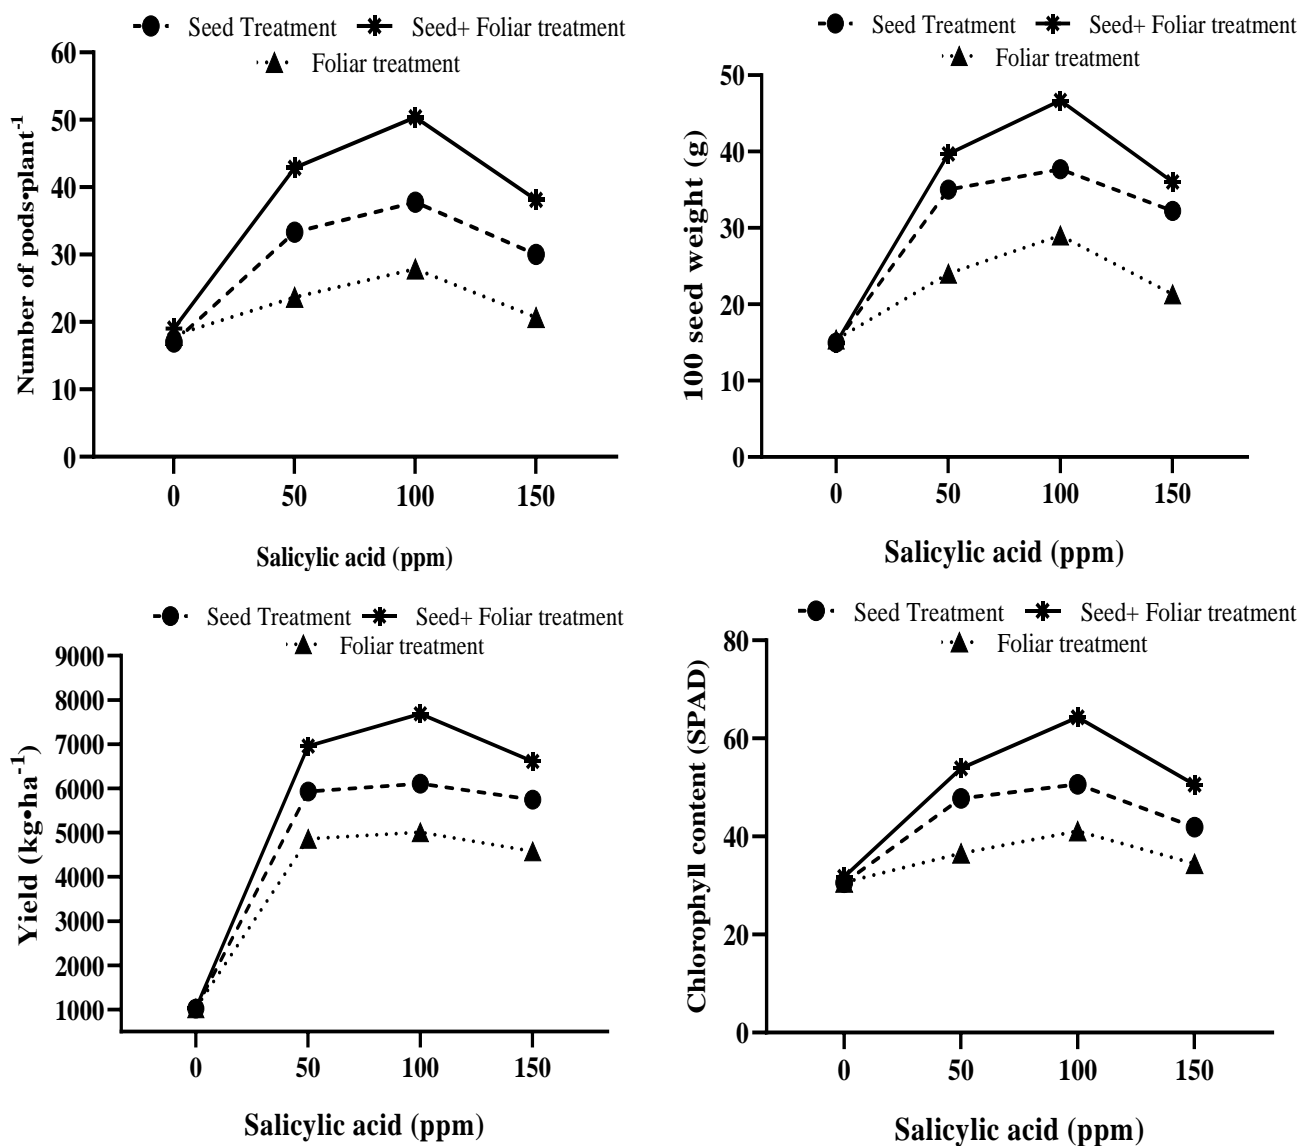 Seed Treatment Seed+ Foliar treatment
Foliar treatment
Number of pods•plant-1
60
50
40
30
20
10
0
0 50 100 150
Salicylic acid (ppm)
Seed Treatment Seed+ Foliar treatment
Foliar treatment
100 seed weight (g)
50
40
30
20
10
0
0 50 100 150
Salicylic acid (ppm)
Seed Treatment Seed+ Foliar treatment
Foliar treatment
Yield (kg•ha-1)
9000
8000
7000
6000
5000
4000
3000
2000
1000
0 50 100 150
Salicylic acid (ppm)
Seed Treatment Seed+ Foliar treatment
Foliar treatment
Chlorophyll content (SPAD)
80
60
40
20
0
0 50 100 150
Salicylic acid (ppm)